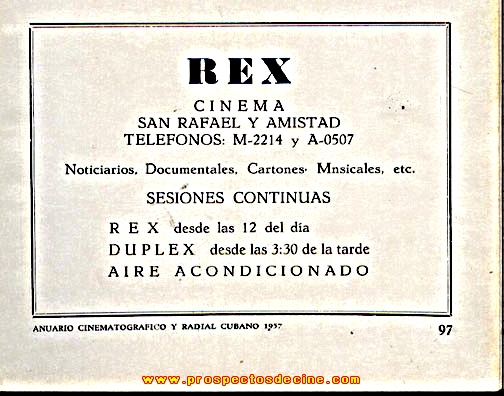 REX
CINEMA
SAN RAFAEL Y AMISTAD
TELEFONOS: M-2214 y A-0507
Noticiarios, Documentales, Cartones· Mnsicales, etc.
SESIONES CONTINUAS
REX desde las 12 del día
DUPLEX desde las 3:30 de la tarde
AIRE ACONDICIONADO
ANUARIO CINEMATOGRAFICO Y RADIAL CUBANO 1957
97
www.prospectosdecine.com